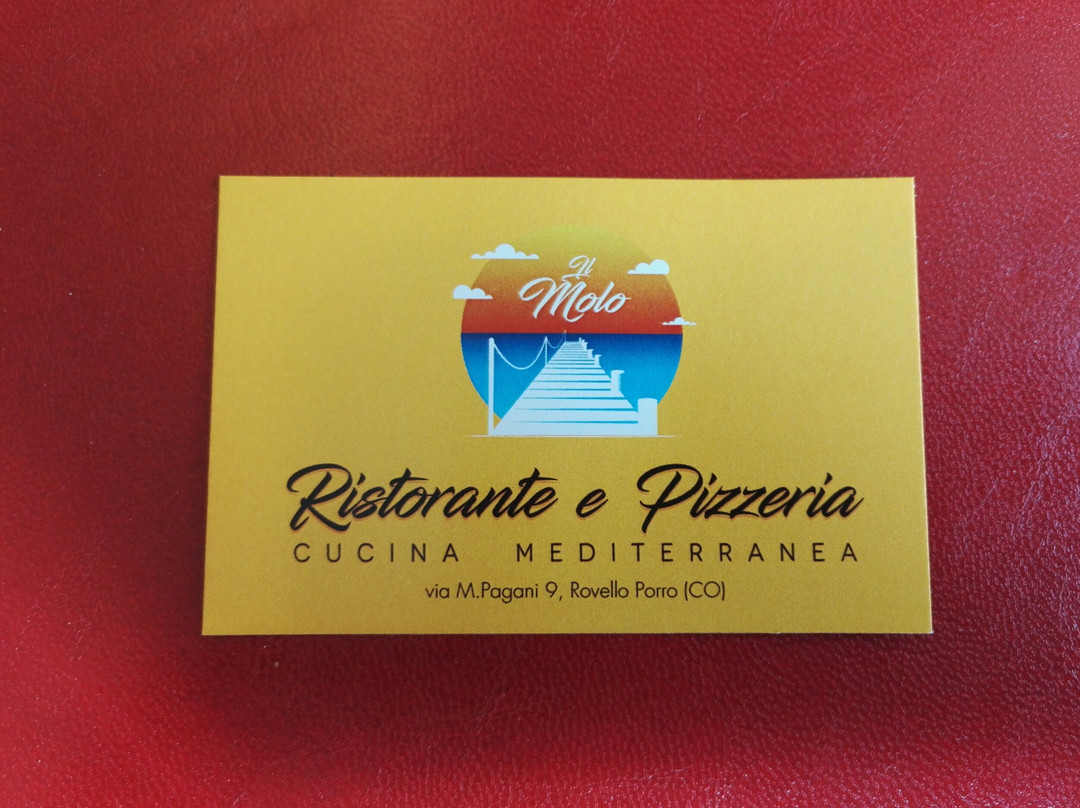 Il
Molo
Ristorante e Pizzeria
CUCINA MEDITERRANEA
via M.Pagani 9, Rovello Porro (CO)